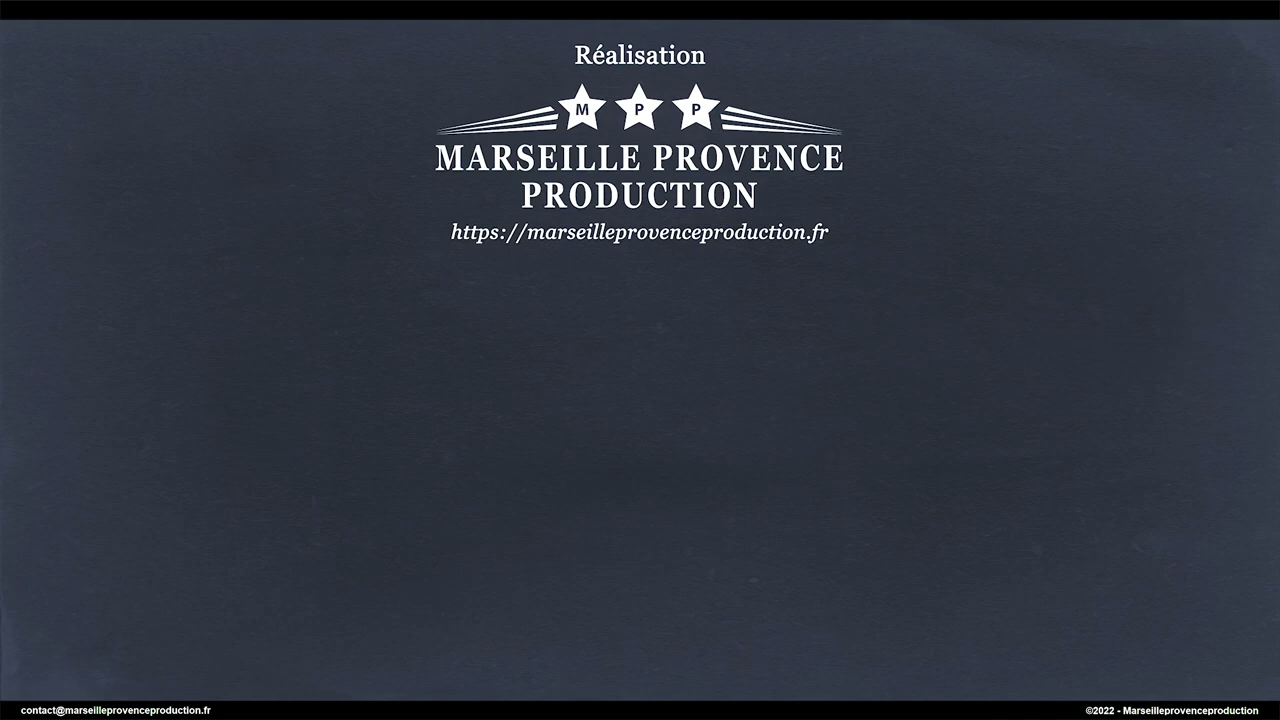 Réalisation
M P P
MARSEILLE PROVENCE
PRODUCTION
https://marseilleprovenceproduction.fr
contact@marseilleprovenceproduction.fr
©2022 - Marseilleprovenceproduction